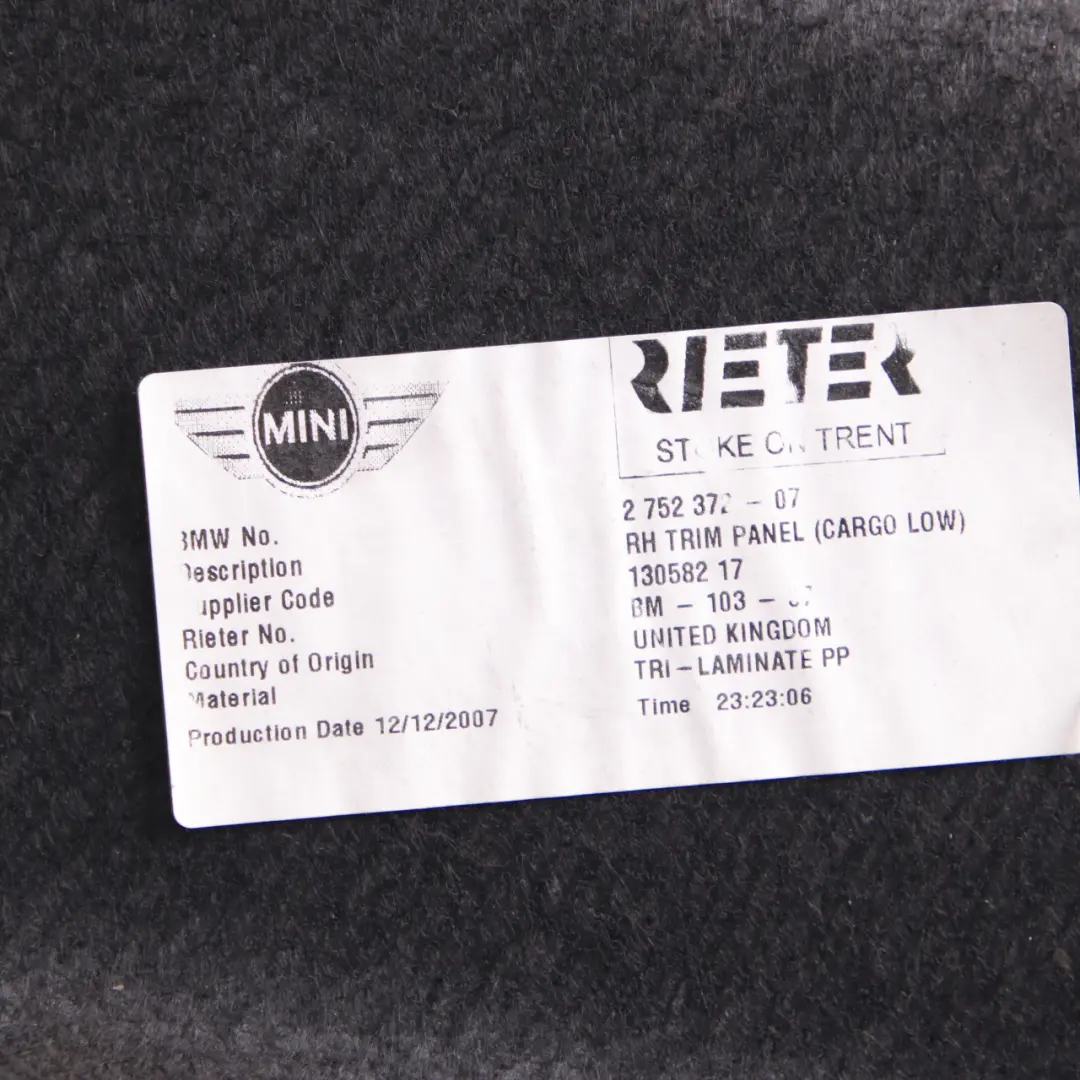 MINI
RIETER
STOKE ON TRENT
BMW No. 2 752 372 - 07
Description RH TRIM PANEL (CARGO LOW)
Supplier Code 130582 17
Rieter No. BM - 103 -
Country of Origin UNITED KINGDOM
Material TRI-LAMINATE PP
Production Date 12/12/2007 Time 23:23:06